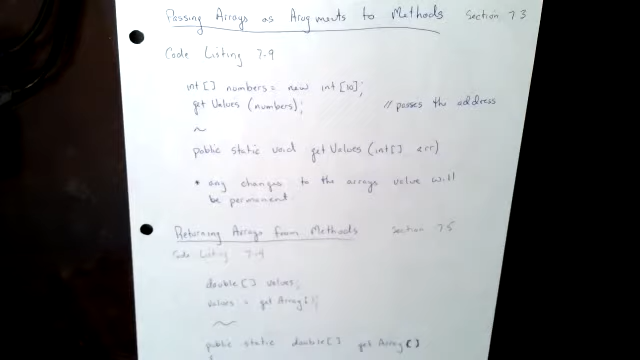 Passing Arrays as Arugments to Methods Section 7.3
Code Listing 7-9
int[] numbers = new int[10];
getValues (numbers); // passes the address
~
public static void getValues (int[] arr)
* any changes to the arrays value will
be permanent
Returning Arrays from Methods Section 7.5
Code Listing 7-9
double[] values;
values = getArray();
~
public static double[] getArray()